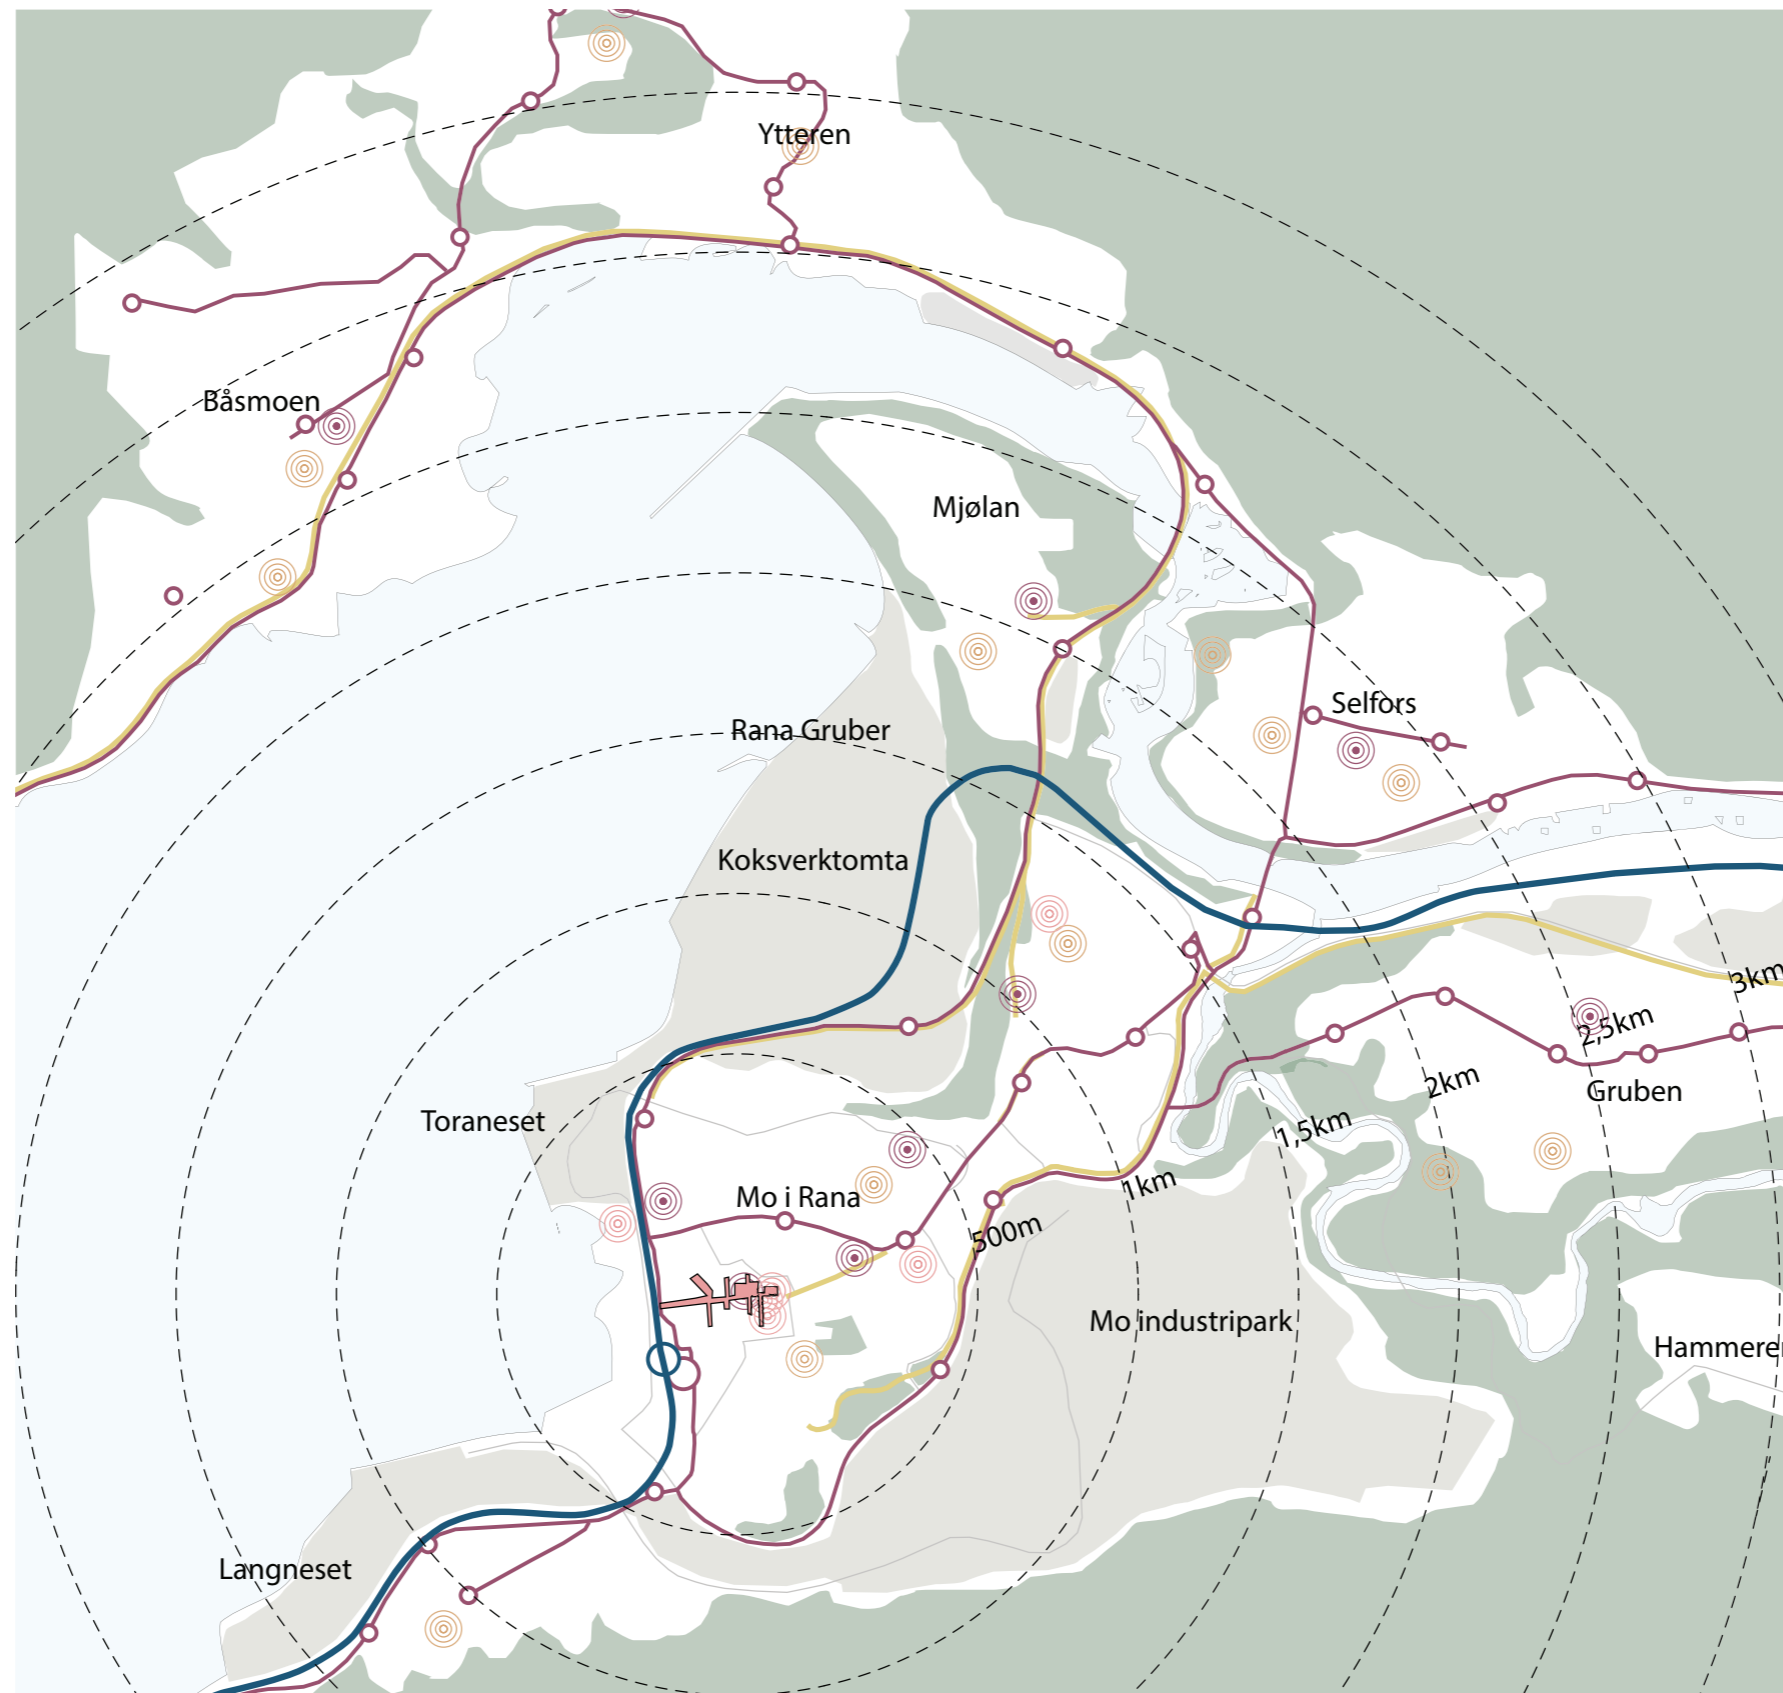 Ytteren
Båsmoen
Mjølan
Selfors
Rana Gruber
Koksverktomta
3km
2,5km
2km
Gruben
1,5km
Toraneset
1km
Mo i Rana
500m
Mo industripark
Hammeren
Langneset